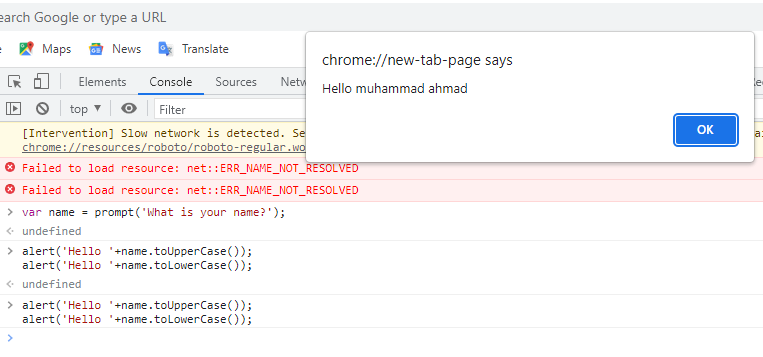 earch Google or type a URL
Maps News Translate
chrome://new-tab-page says
Hello muhammad ahmad
OK
Elements Console Sources Netw
top Filter
[Intervention] Slow network is detected. Se
chrome://resources/roboto/roboto-regular.wo
Failed to load resource: net::ERR_NAME_NOT_RESOLVED
Failed to load resource: net::ERR_NAME_NOT_RESOLVED
var name = prompt('What is your name?');
undefined
alert('Hello '+name.toUpperCase());
alert('Hello '+name.toLowerCase());
undefined
alert('Hello '+name.toUpperCase());
alert('Hello '+name.toLowerCase());